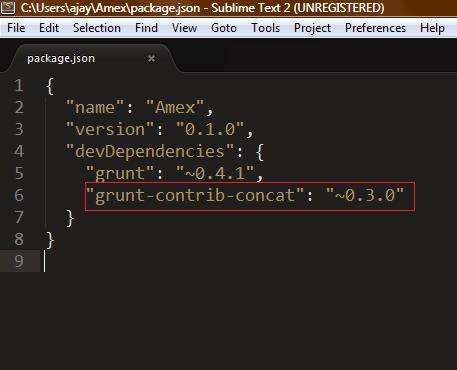 C:\Users\ajay\Amex\package.json - Sublime Text 2 (UNREGISTERED)
File Edit Selection Find View Goto Tools Project Preferences Help
package.json ×
1 {
2 "name": "Amex",
3 "version": "0.1.0",
4 "devDependencies": {
5 "grunt": "~0.4.1",
6 "grunt-contrib-concat": "~0.3.0"
7 }
8 }
9